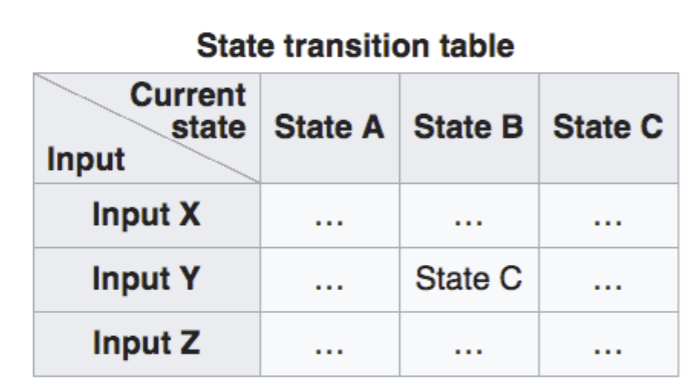 State transition table
Current
state
Input
State A
State B
State C
Input X
...
...
...
Input Y
...
State C
...
Input Z
...
...
...